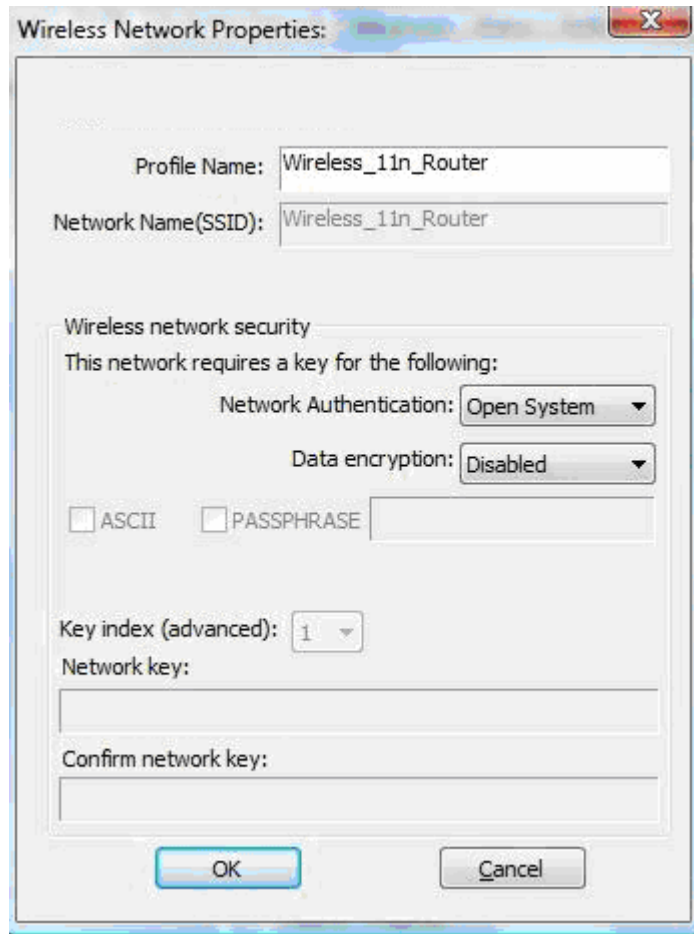 Wireless Network Properties:
Profile Name: Wireless_11n_Router
Network Name(SSID): Wireless_11n_Router
Wireless network security
This network requires a key for the following:
Network Authentication: Open System
Data encryption: Disabled
ASCII PASSPHRASE
Key index (advanced): 1
Network key:
Confirm network key:
OK Cancel